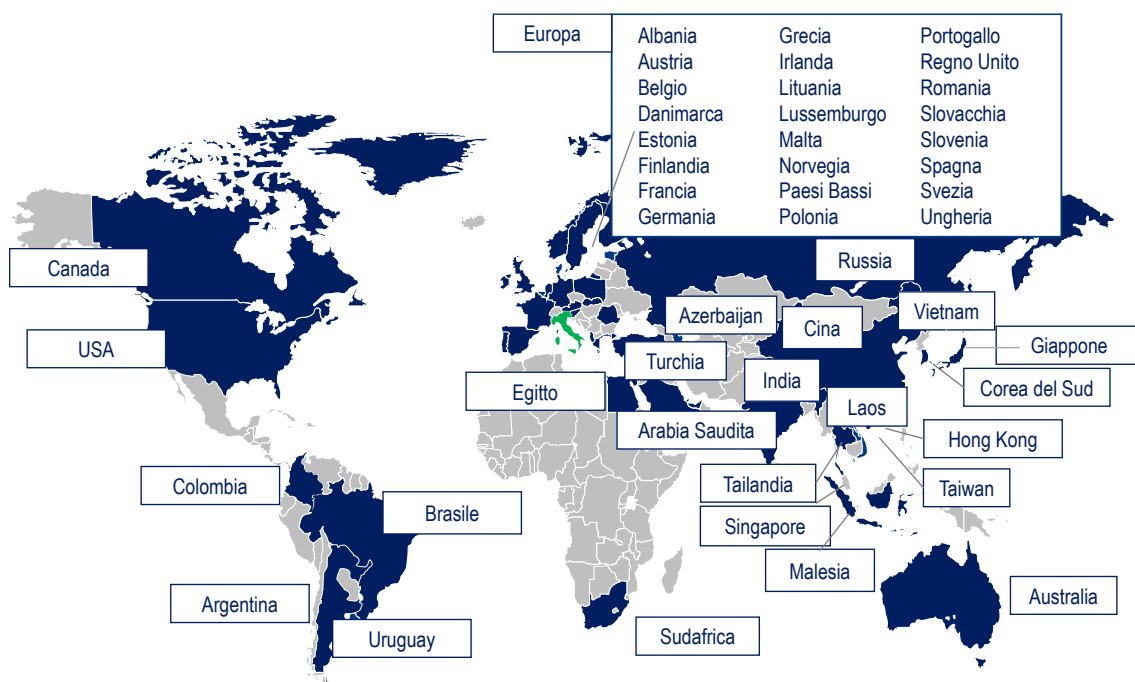 Europa
Albania
Austria
Belgio
Danimarca
Estonia
Finlandia
Francia
Germania
Grecia
Irlanda
Lituania
Lussemburgo
Malta
Norvegia
Paesi Bassi
Polonia
Portogallo
Regno Unito
Romania
Slovacchia
Slovenia
Spagna
Svezia
Ungheria
Canada
Russia
Azerbaijan
Cina
Vietnam
USA
Turchia
Giappone
Egitto
India
Corea del Sud
Laos
Arabia Saudita
Hong Kong
Colombia
Tailandia
Taiwan
Brasile
Singapore
Malesia
Argentina
Australia
Uruguay
Sudafrica